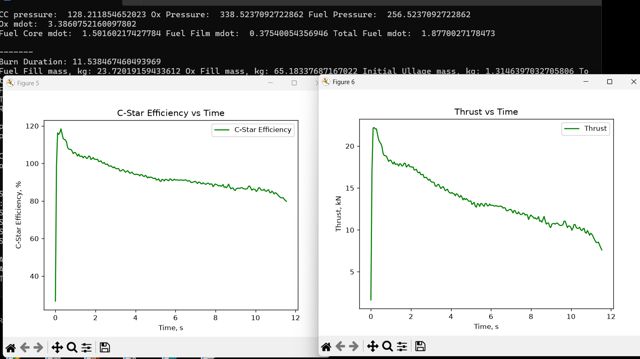 CC pressure:  128.211854652023 Ox Pressure:  338.5237092722862 Fuel Pressure:  256.5237092722862
Ox mdot:  3.3860752160097802
Fuel Core mdot:  1.50160217427784 Fuel Film mdot:  0.37540054356946 Total Fuel mdot:  1.8770027178473
-------
Burn Duration: 11.538467460493969
Fuel Fill mass, kg: 23.72019159433612 Ox Fill mass, kg: 65.18337687167022 Initial Ullage mass, kg: 1.3146397032705806 To
Figure 5
C-Star Efficiency vs Time
C-Star Efficiency
120
100
80
60
40
C-Star Efficiency, %
0 2 4 6 8 10 12
Time, s
Figure 6
Thrust vs Time
Thrust
20
15
10
5
Thrust, kN
0 2 4 6 8 10 12
Time, s